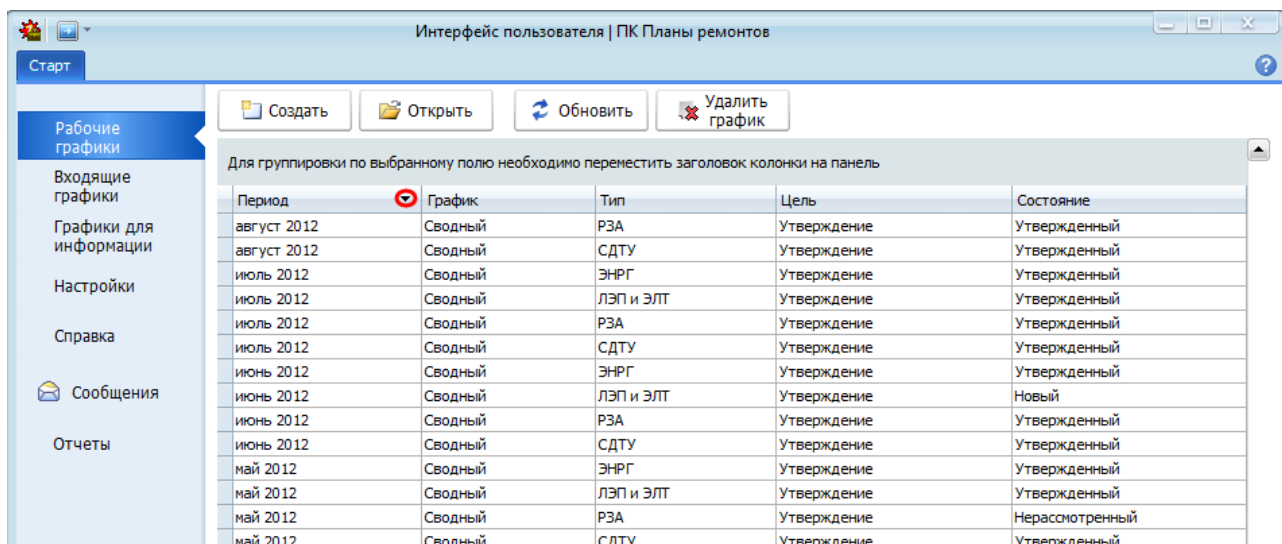 Интерфейс пользователя | ПК Планы ремонтов
Старт
Рабочие
графики
Входящие
графики
Графики для
информации
Настройки
Справка
Сообщения
Отчеты
Создать Открыть Обновить Удалить
график
Для группировки по выбранному полю необходимо переместить заголовок колонки на панель
Период График Тип Цель Состояние
август 2012 Сводный РЗА Утверждение Утвержденный
август 2012 Сводный СДТУ Утверждение Утвержденный
июль 2012 Сводный ЭНРГ Утверждение Утвержденный
июль 2012 Сводный ЛЭП и ЭЛТ Утверждение Утвержденный
июль 2012 Сводный РЗА Утверждение Утвержденный
июль 2012 Сводный СДТУ Утверждение Утвержденный
июнь 2012 Сводный ЭНРГ Утверждение Утвержденный
июнь 2012 Сводный ЛЭП и ЭЛТ Утверждение Новый
июнь 2012 Сводный РЗА Утверждение Утвержденный
июнь 2012 Сводный СДТУ Утверждение Утвержденный
май 2012 Сводный ЭНРГ Утверждение Утвержденный
май 2012 Сводный ЛЭП и ЭЛТ Утверждение Утвержденный
май 2012 Сводный РЗА Утверждение Нерассмотренный
май 2012 Сводный СДТУ Утверждение Утвержденный